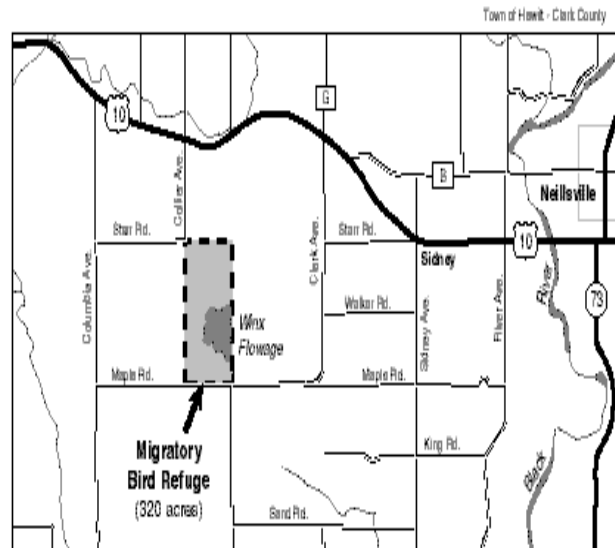 Town of Hewitt - Clark County
10
G
B
Neillsville
Collier Ave.
Starr Rd.
Starr Rd.
10
Sidney
Columbia Ave.
Clark Ave.
73
Walker Rd.
Sidney Ave.
River Ave.
River
Flowage
Maple Rd.
Maple Rd.
Migratory
Bird Refuge
(320 acres)
King Rd.
Black
Sand Rd.